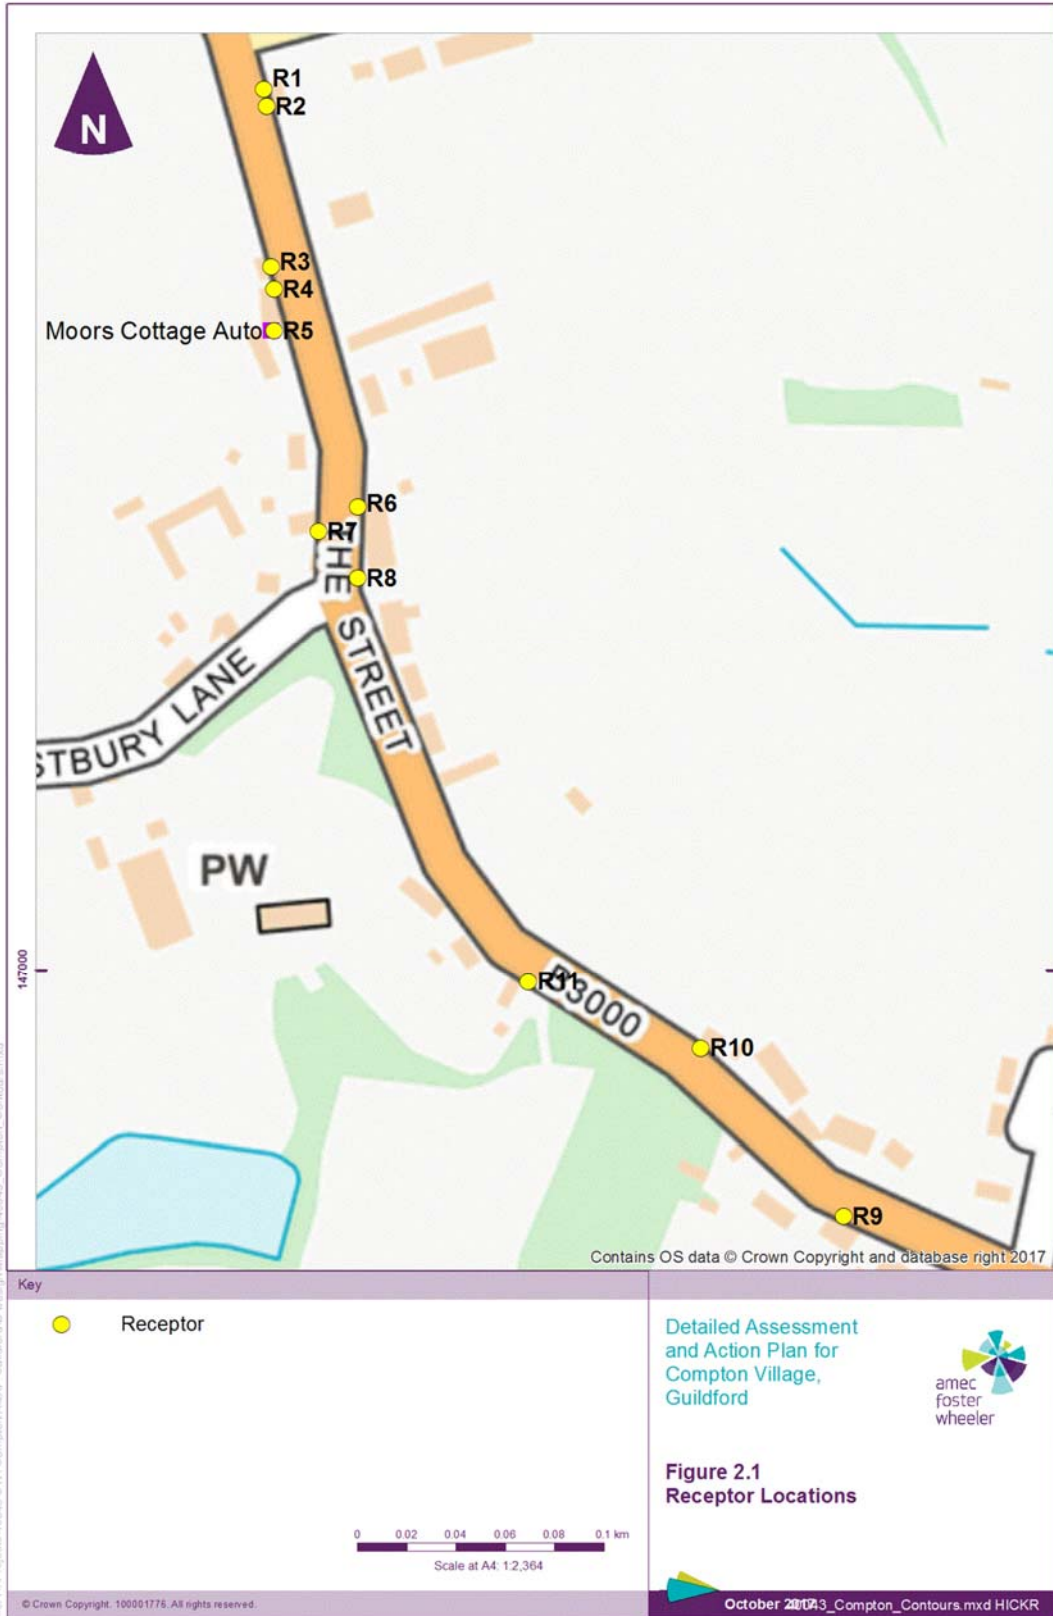 N
R1
R2
R3
R4
Moors Cottage Auto R5
R6
R7
R8
THE STREET
STBURY LANE
PW
147000
R11
B3000
R10
R9
Contains OS data © Crown Copyright and database right 2017
Key
Receptor
Detailed Assessment
and Action Plan for
Compton Village,
Guildford
amec
foster
wheeler
Figure 2.1
Receptor Locations
0 0.02 0.04 0.06 0.08 0.1 km
Scale at A4: 1:2,364
© Crown Copyright. 100001776. All rights reserved.
October 2017
_Compton_Contours.mxd HICKR